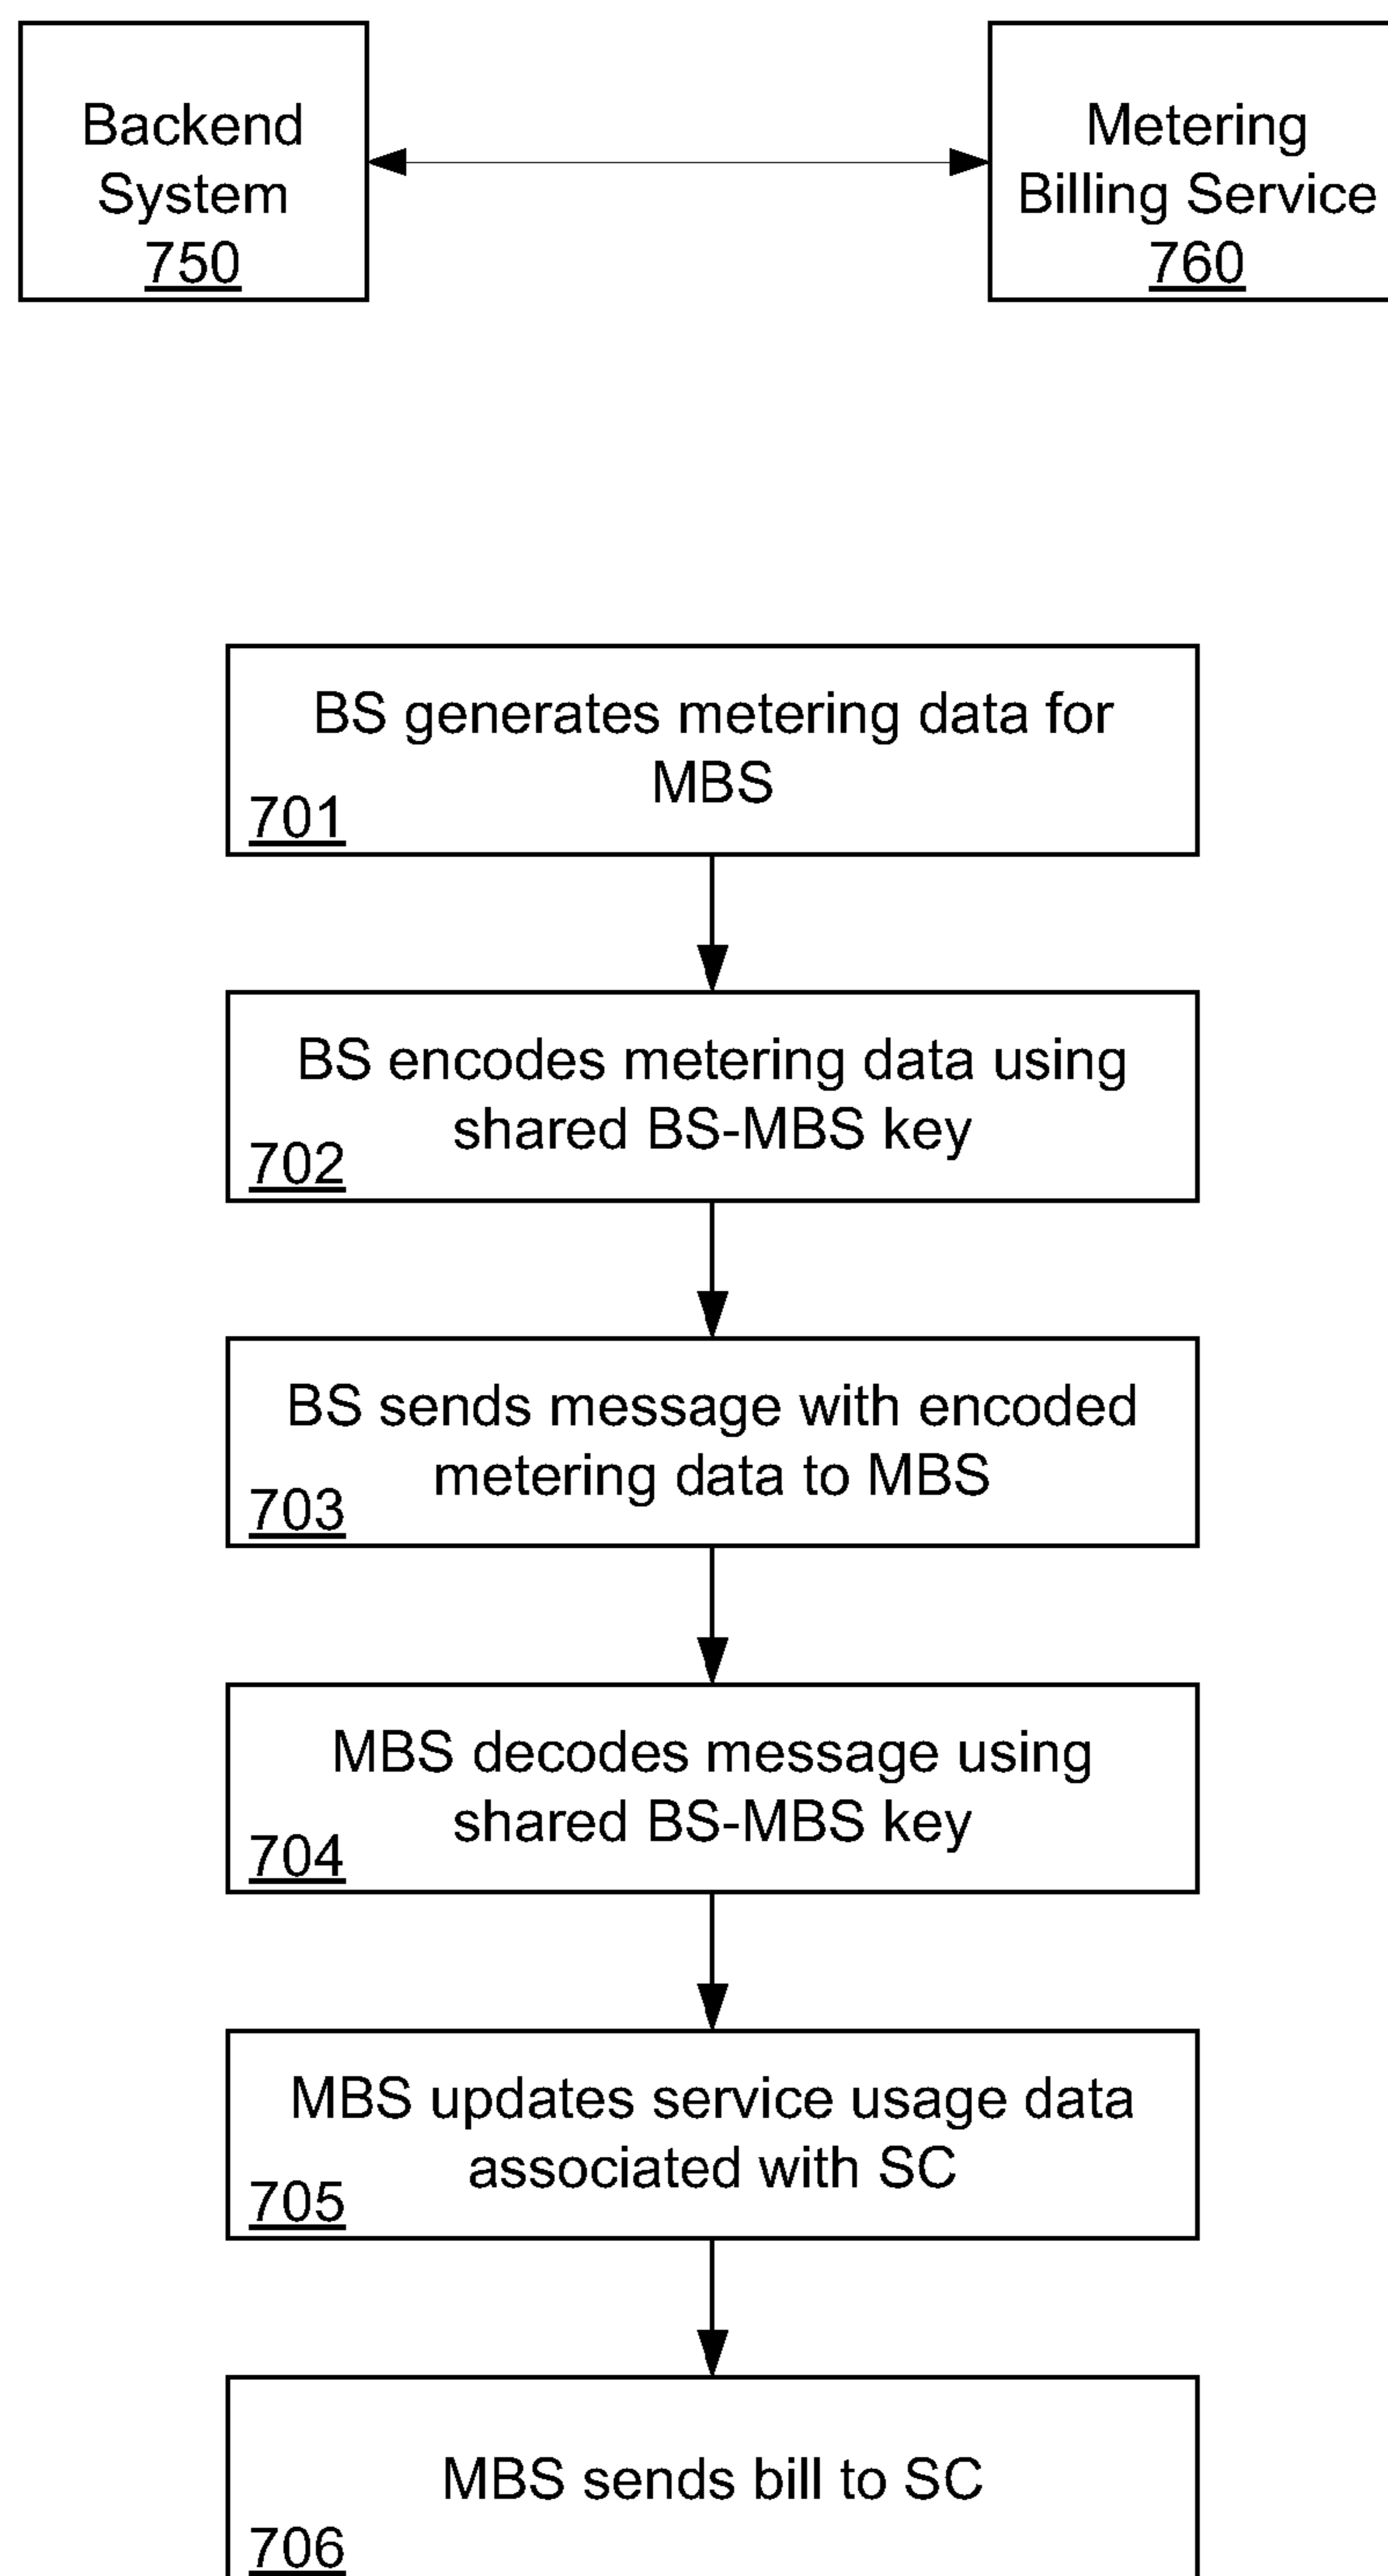 Backend
System
750
Metering
Billing Service
760
BS generates metering data for
MBS
701
BS encodes metering data using
shared BS-MBS key
702
BS sends message with encoded
metering data to MBS
703
MBS decodes message using
shared BS-MBS key
704
MBS updates service usage data
associated with SC
705
MBS sends bill to SC
706